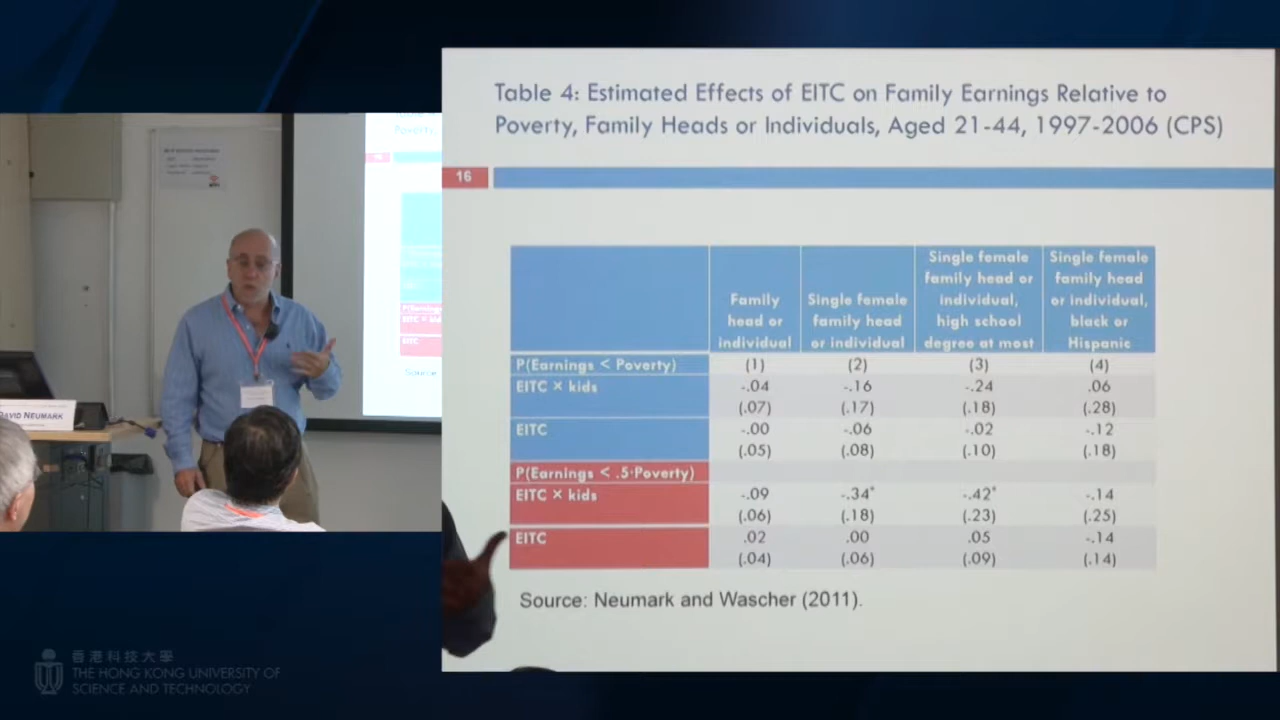 Table 4: Estimated Effects of EITC on Family Earnings Relative to
Poverty, Family Heads or Individuals, Aged 21-44, 1997-2006 (CPS)
16
Family head or individual
Single female family head or individual
Single female family head or individual, high school degree at most
Single female family head or individual, black or Hispanic
P(Earnings < Poverty) (1) (2) (3) (4)
EITC × kids -.04 -.16 -.24 .06
(.07) (.17) (.18) (.28)
EITC -.00 -.06 -.02 -.12
(.05) (.08) (.10) (.18)
P(Earnings < .5·Poverty)
EITC × kids -.09 -.34* -.42* -.14
(.06) (.18) (.23) (.25)
EITC .02 .00 .05 -.14
(.04) (.06) (.09) (.14)
Source: Neumark and Wascher (2011).
DAVID NEUMARK
香港科技大學
THE HONG KONG UNIVERSITY OF
SCIENCE AND TECHNOLOGY